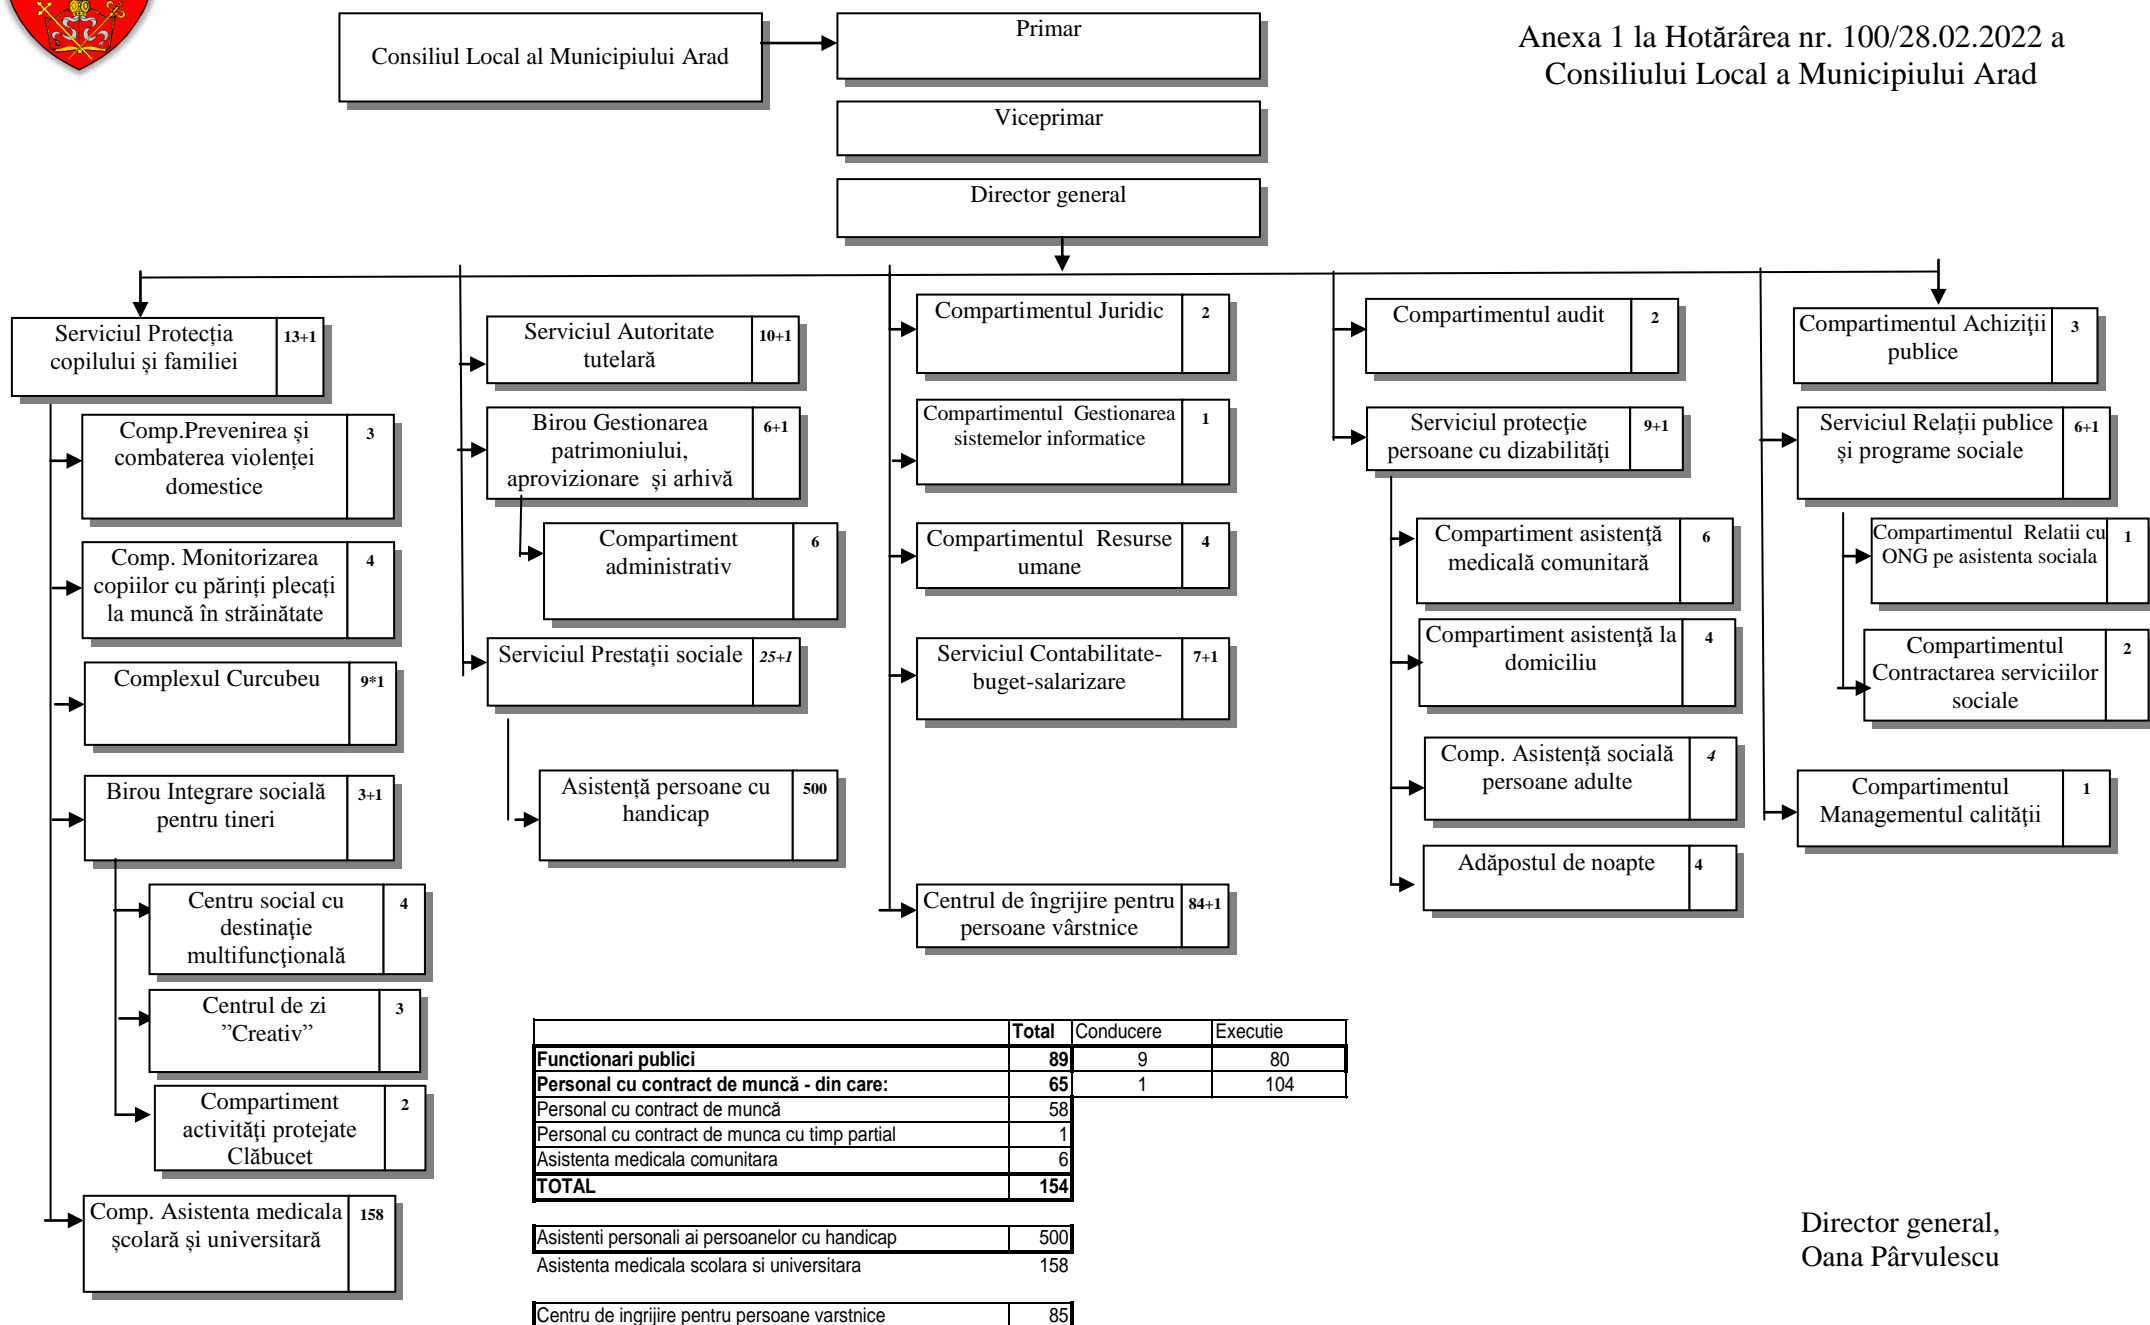 Consiliul Local al Municipiului Arad
Primar
Anexa 1 la Hotărârea nr. 100/28.02.2022 a
Consiliului Local a Municipiului Arad
Viceprimar
Director general
Serviciul Protecția
copilului și familiei
13+1
Comp.Prevenirea și
combaterea violenței
domestice
3
Comp. Monitorizarea
copiilor cu părinți plecați
la muncă în străinătate
4
Complexul Curcubeu
9*1
Birou Integrare socială
pentru tineri
3+1
Centru social cu
destinație
multifuncţională
4
Centrul de zi
”Creativ”
3
Compartiment
activităţi protejate
Clăbucet
2
Comp. Asistenta medicala
școlară și universitară
158
Serviciul Autoritate
tutelară
10+1
Birou Gestionarea
patrimoniului,
aprovizionare și arhivă
6+1
Compartiment
administrativ
6
Serviciul Prestații sociale
25+1
Asistență persoane cu
handicap
500
Compartimentul Juridic
2
Compartimentul Gestionarea
sistemelor informatice
1
Compartimentul Resurse
umane
4
Serviciul Contabilitate-
buget-salarizare
7+1
Centrul de îngrijire pentru
persoane vârstnice
84+1
Compartimentul audit
2
Serviciul protecţie
persoane cu dizabilităţi
9+1
Compartiment asistenţă
medicală comunitară
6
Compartiment asistenţă la
domiciliu
4
Comp. Asistență socială
persoane adulte
4
Adăpostul de noapte
4
Compartimentul Achiziţii
publice
3
Serviciul Relații publice
și programe sociale
6+1
Compartimentul Relatii cu
ONG pe asistenta sociala
1
Compartimentul
Contractarea serviciilor
sociale
2
Compartimentul
Managementul calităţii
1
Total Conducere Executie
Functionari publici 89 9 80
Personal cu contract de muncă - din care: 65 1 104
Personal cu contract de muncă 58
Personal cu contract de munca cu timp partial 1
Asistenta medicala comunitara 6
TOTAL 154
Asistenti personali ai persoanelor cu handicap 500
Asistenta medicala scolara si universitara 158
Centru de ingrijire pentru persoane varstnice 85
Director general,
Oana Pârvulescu